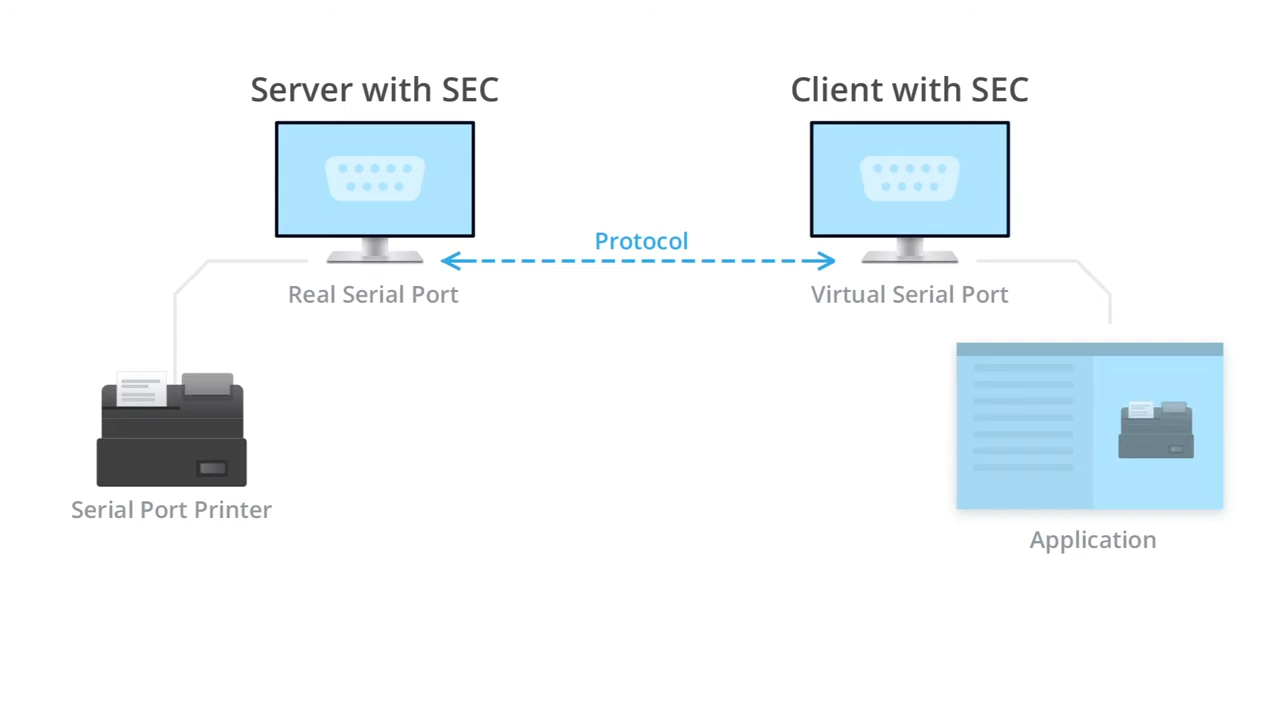 Server with SEC
Client with SEC
Protocol
Real Serial Port
Virtual Serial Port
Serial Port Printer
Application